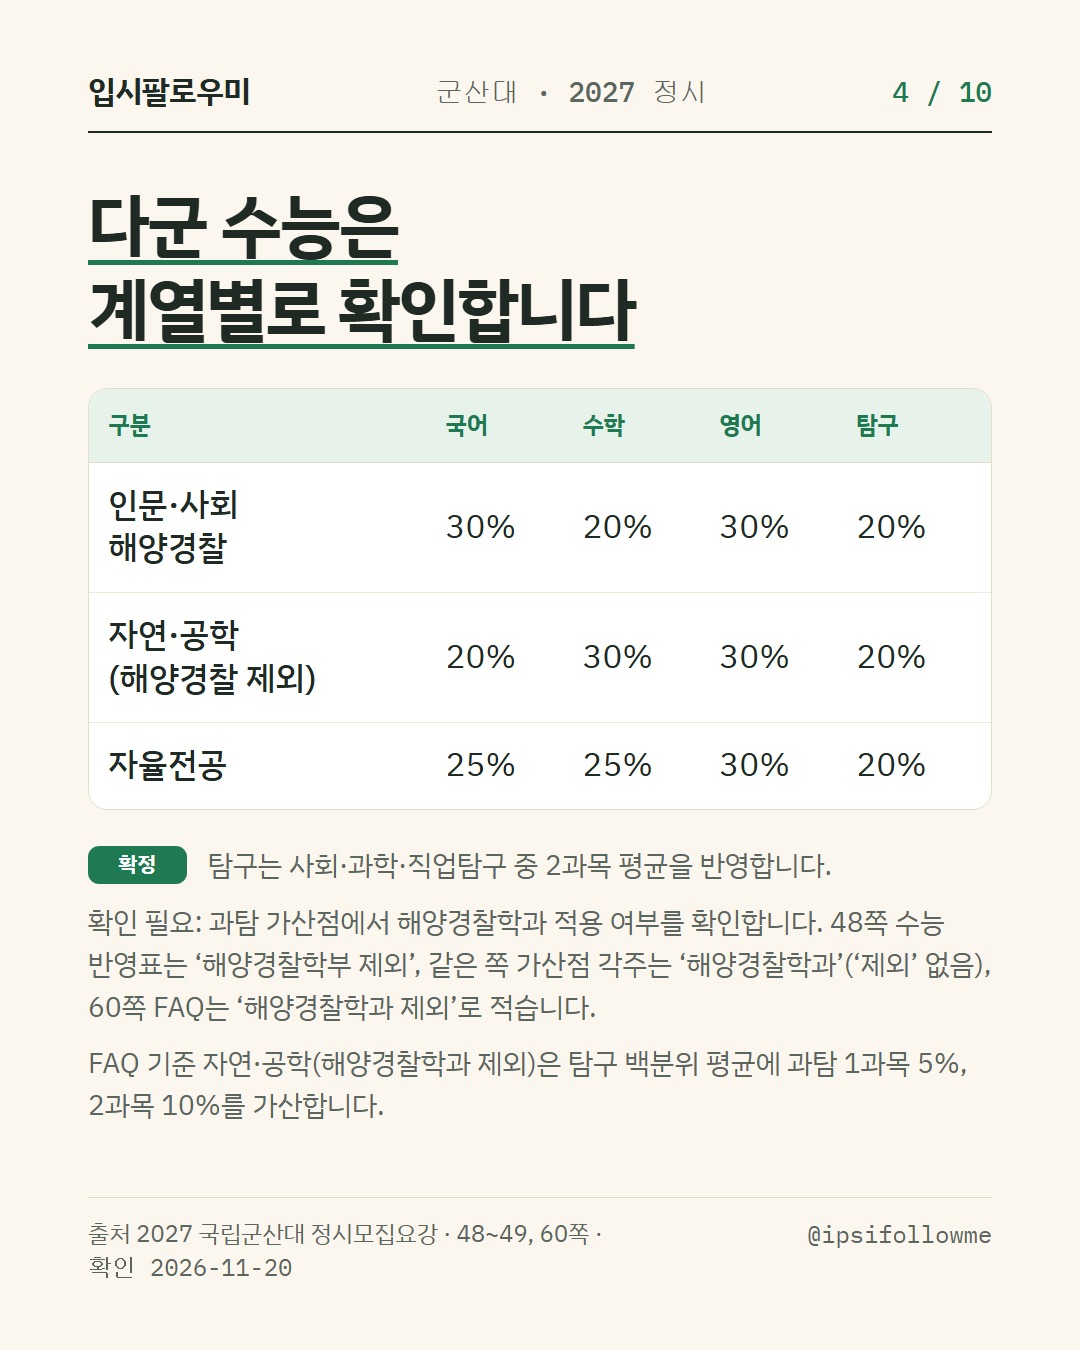 입시팔로우미
군산대 · 2027 정시
4 / 10
다군 수능은
계열별로 확인합니다
구분 국어 수학 영어 탐구
인문·사회
해양경찰
30% 20% 30% 20%
자연·공학
(해양경찰 제외)
20% 30% 30% 20%
자율전공 25% 25% 30% 20%
확정 탐구는 사회·과학·직업탐구 중 2과목 평균을 반영합니다.
확인 필요: 과탐 가산점에서 해양경찰학과 적용 여부를 확인합니다. 48쪽 수능
반영표는 ‘해양경찰학부 제외’, 같은 쪽 가산점 각주는 ‘해양경찰학과’(‘제외’ 없음),
60쪽 FAQ는 ‘해양경찰학과 제외’로 적습니다.
FAQ 기준 자연·공학(해양경찰학과 제외)은 탐구 백분위 평균에 과탐 1과목 5%,
2과목 10%를 가산합니다.
출처 2027 국립군산대 정시모집요강 · 48~49, 60쪽 ·
확인 2026-11-20
@ipsifollowme